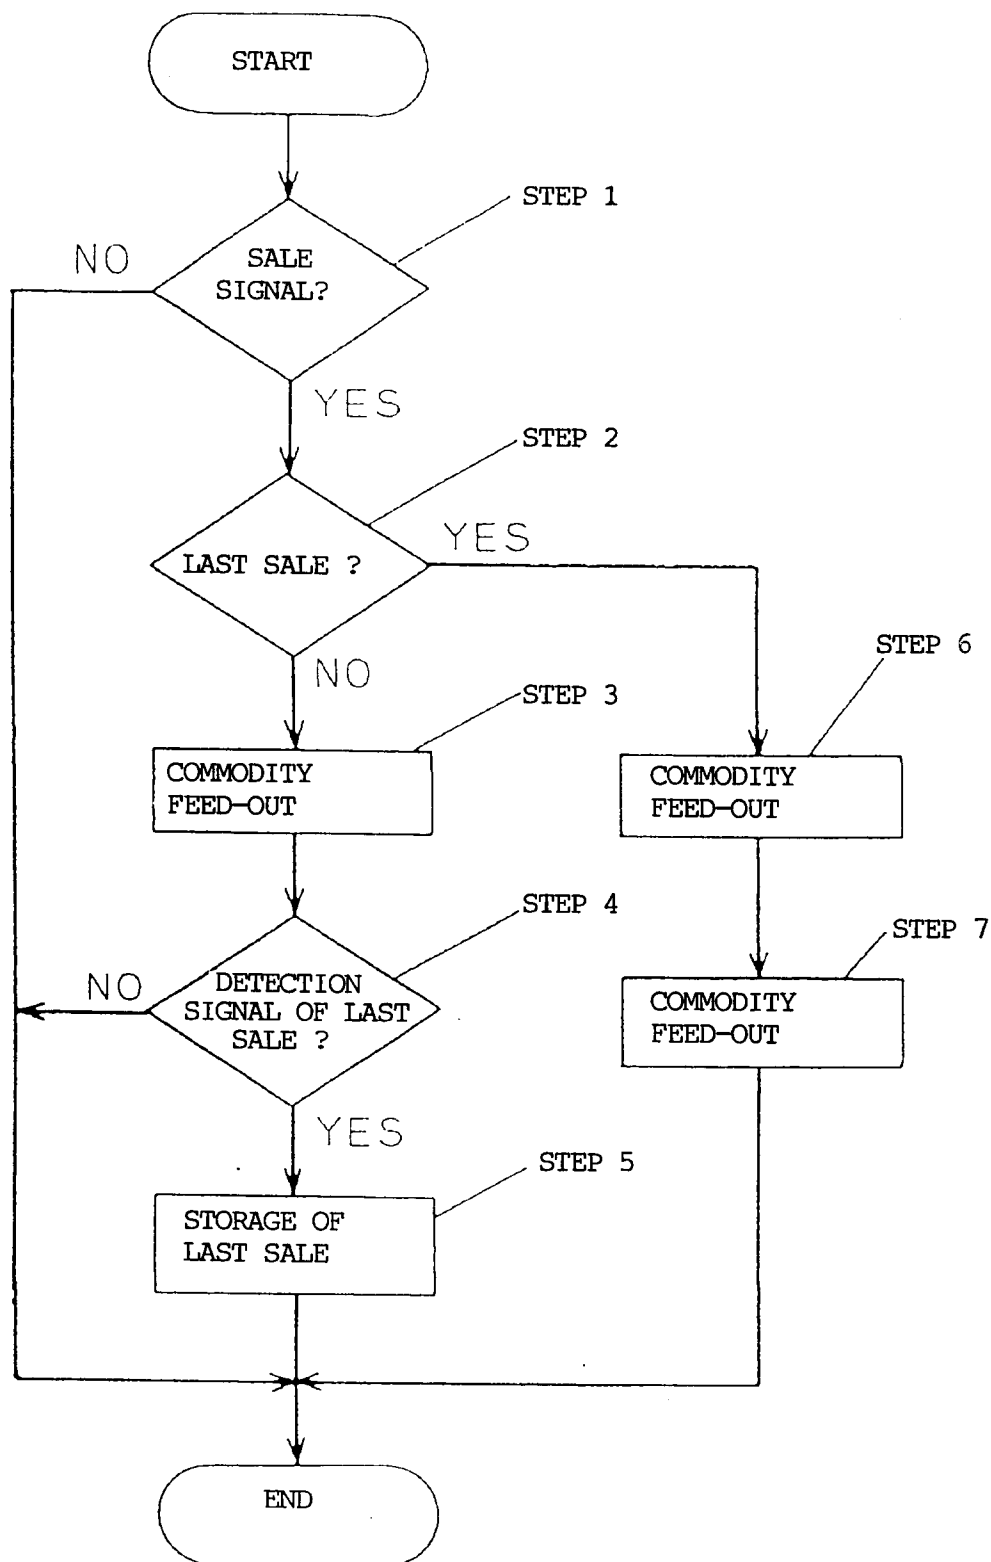 START
STEP 1
NO
SALE
SIGNAL?
YES
STEP 2
YES
LAST SALE ?
NO
STEP 6
STEP 3
COMMODITY
FEED-OUT
COMMODITY
FEED-OUT
STEP 4
STEP 7
NO
DETECTION
SIGNAL OF LAST
SALE ?
COMMODITY
FEED-OUT
YES
STEP 5
STORAGE OF
LAST SALE
END